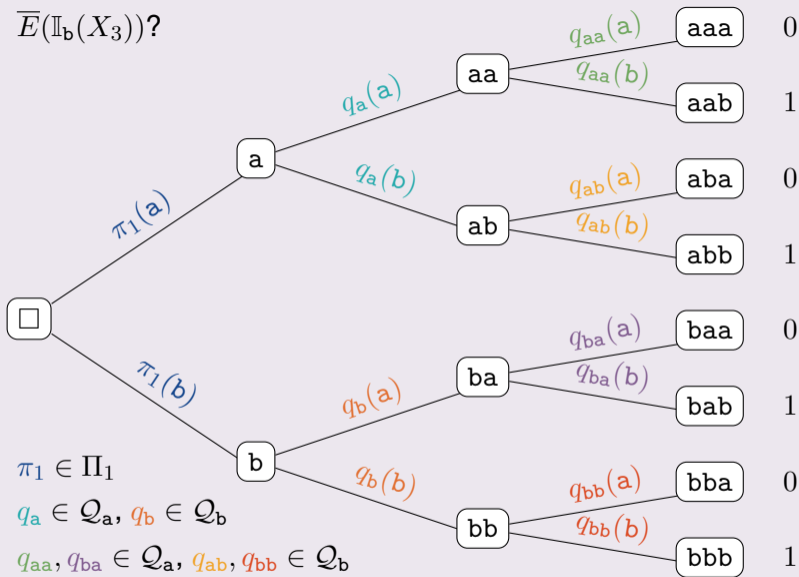 E̅(𝕀_b(X₃))?
q_aa(a)
aaa 0
aa
q_aa(b)
q_a(a)
aab 1
a
q_a(b)
q_ab(a)
aba 0
π₁(a)
ab
q_ab(b)
abb 1
□
q_ba(a)
baa 0
π₁(b)
ba
q_ba(b)
q_b(a)
bab 1
b
π₁ ∈ Π₁
q_b(b)
q_bb(a)
bba 0
q_a ∈ 𝒬_a, q_b ∈ 𝒬_b
bb
q_bb(b)
q_aa, q_ba ∈ 𝒬_a, q_ab, q_bb ∈ 𝒬_b
bbb 1